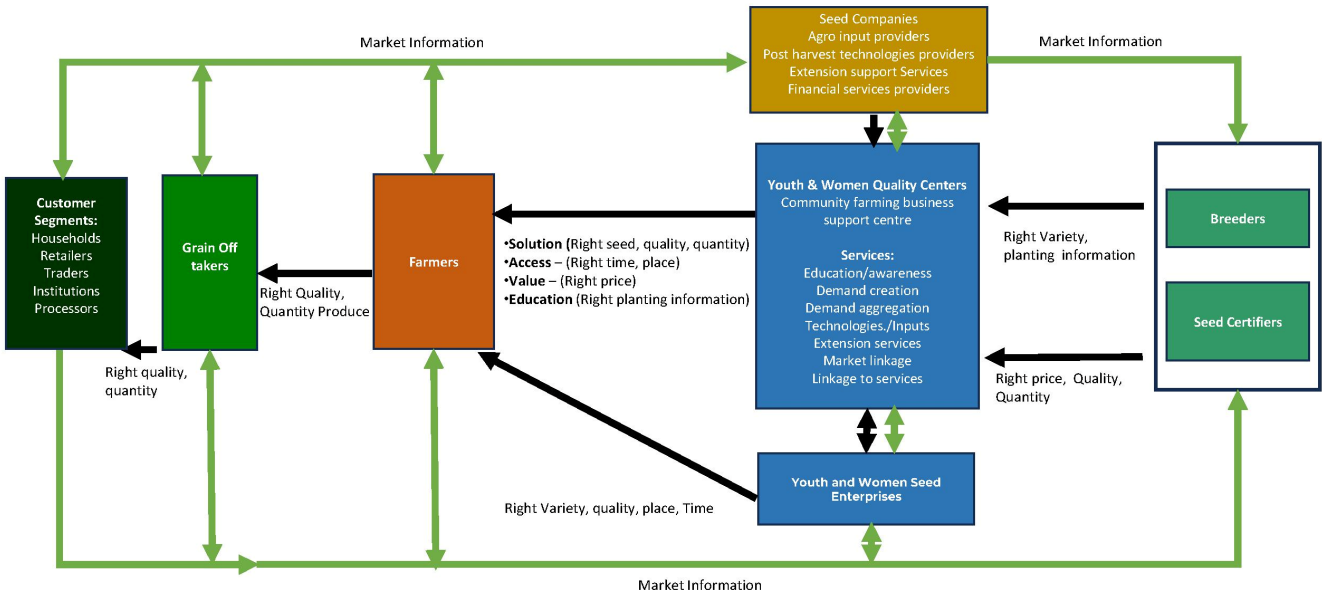 Market Information
Seed Companies
Agro input providers
Post harvest technologies providers
Extension support Services
Financial services providers
Market Information
Customer
Segments:
Households
Retailers
Traders
Institutions
Processors
Grain Off
takers
Farmers
Youth & Women Quality Centers
Community farming business
support centre
Services:
Education/awareness
Demand creation
Demand aggregation
Technologies./Inputs
Extension services
Market linkage
Linkage to services
Breeders
Seed Certifiers
Right Variety,
planting information
Right price, Quality,
Quantity
•Solution (Right seed, quality, quantity)
•Access – (Right time, place)
•Value – (Right price)
•Education (Right planting information)
Right Quality,
Quantity Produce
Right quality,
quantity
Youth and Women Seed
Enterprises
Right Variety, quality, place, Time
Market Information